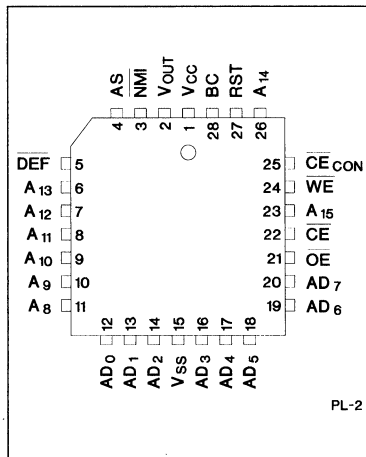 AS NMI VOUT VCC BC RST A14
4 3 2 1 28 27 26
DEF 5
A13 6
A12 7
A11 8
A10 9
A9 10
A8 11
25 CECON
24 WE
23 A15
22 CE
21 OE
20 AD7
19 AD6
12 13 14 15 16 17 18
AD0 AD1 AD2 VSS AD3 AD4 AD5
PL-2